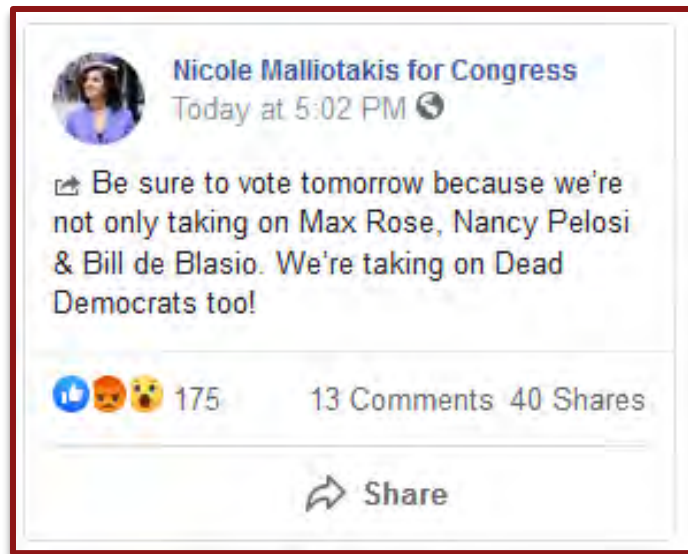 Nicole Malliotakis for Congress
Today at 5:02 PM
Be sure to vote tomorrow because we're
not only taking on Max Rose, Nancy Pelosi
& Bill de Blasio. We're taking on Dead
Democrats too!
175 13 Comments 40 Shares
Share